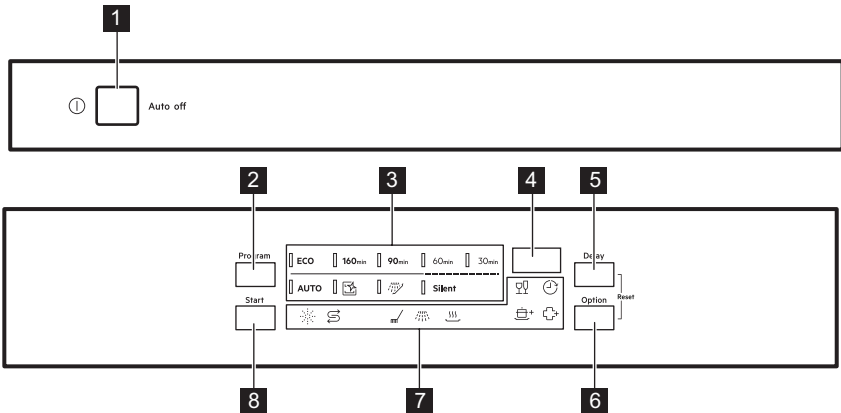 1
Auto off
2 3 4 5
Program Delay
ECO 160min 90min 60min 30min
AUTO Silent
Start Option Reset
8 7 6